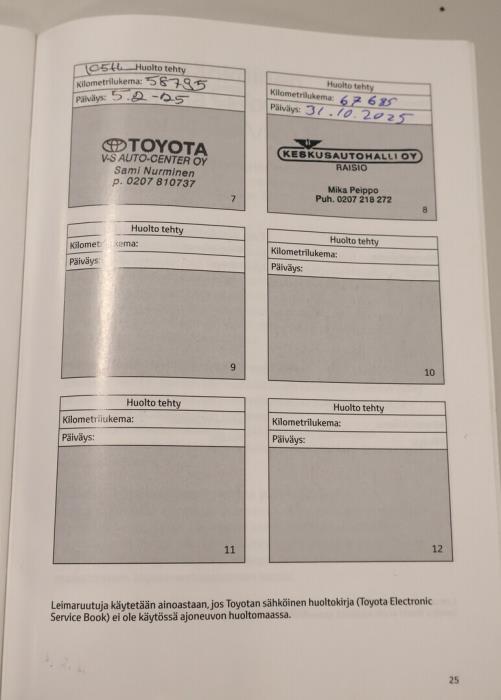 105tt Huolto tehty
Kilometrilukema: 58795
Päiväys: 5.2-25
TOYOTA
V-S AUTO-CENTER OY
Sami Nurminen
p. 0207 810737
7
Huolto tehty
Kilometrilukema: 67685
Päiväys: 31.10.2025
KESKUSAUTOHALLI OY
RAISIO
Mika Peippo
Puh. 0207 218 272
8
Huolto tehty
Kilometrilukema:
Päiväys:
9
Huolto tehty
Kilometrilukema:
Päiväys:
10
Huolto tehty
Kilometrilukema:
Päiväys:
11
Huolto tehty
Kilometrilukema:
Päiväys:
12
Leimaruutuja käytetään ainoastaan, jos Toyotan sähköinen huoltokirja (Toyota Electronic
Service Book) ei ole käytössä ajoneuvon huoltomaassa.
25